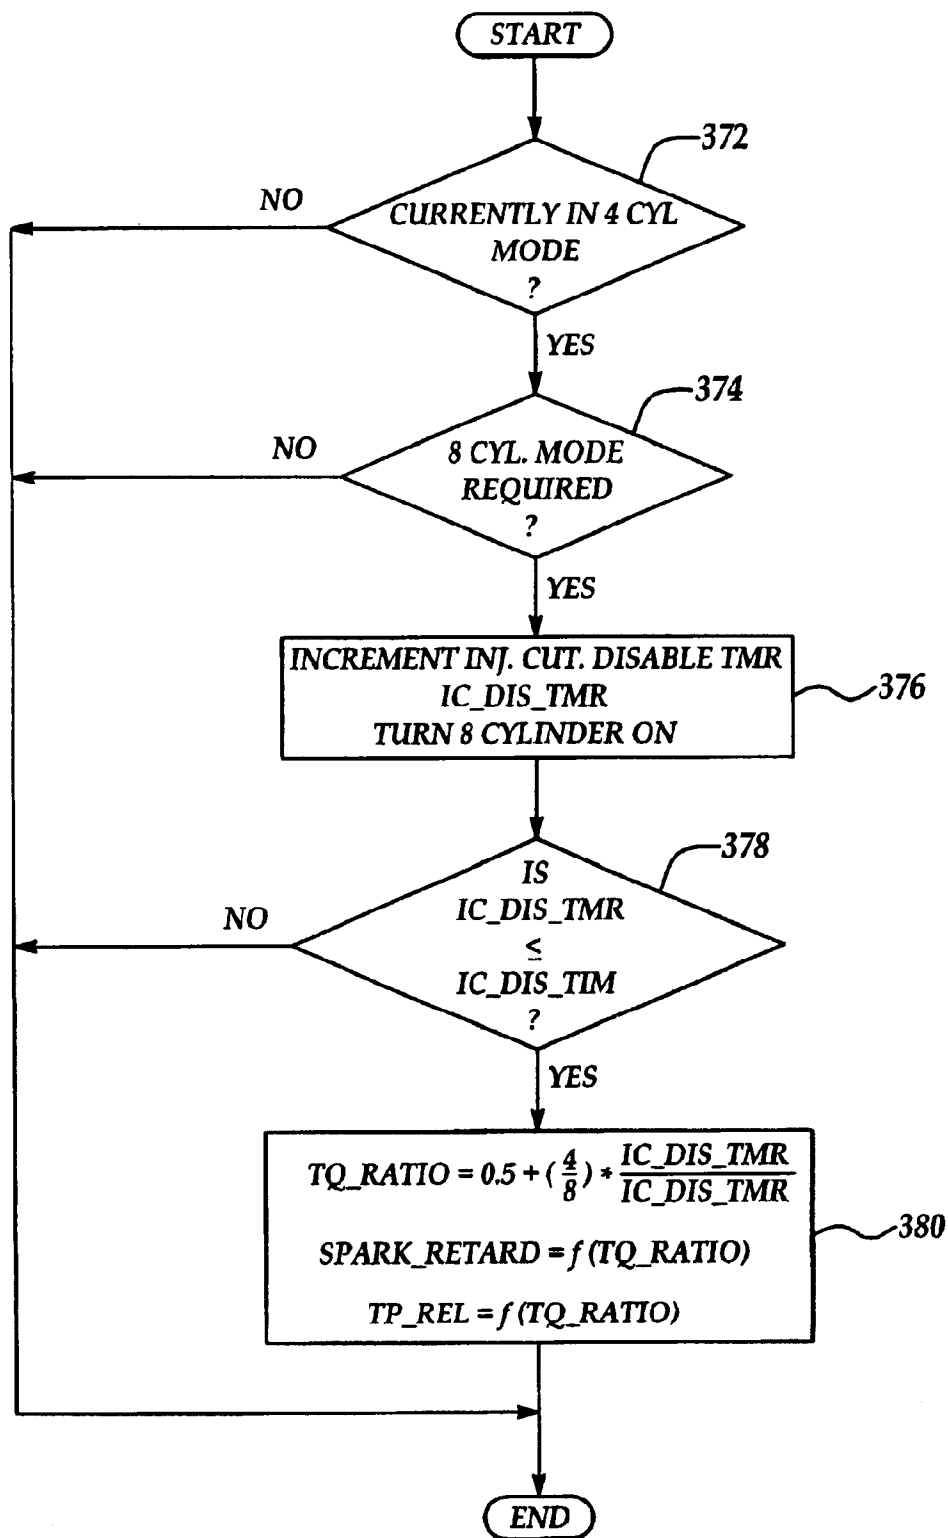 START
372
CURRENTLY IN 4 CYL
MODE
?
NO
YES
374
8 CYL. MODE
REQUIRED
?
NO
YES
INCREMENT INJ. CUT. DISABLE TMR
IC_DIS_TMR
TURN 8 CYLINDER ON
376
378
IS
IC_DIS_TMR
≤
IC_DIS_TIM
?
NO
YES
TQ_RATIO = 0.5 + (4/8) * IC_DIS_TMR/IC_DIS_TMR
SPARK_RETARD = f (TQ_RATIO)
TP_REL = f (TQ_RATIO)
380
END